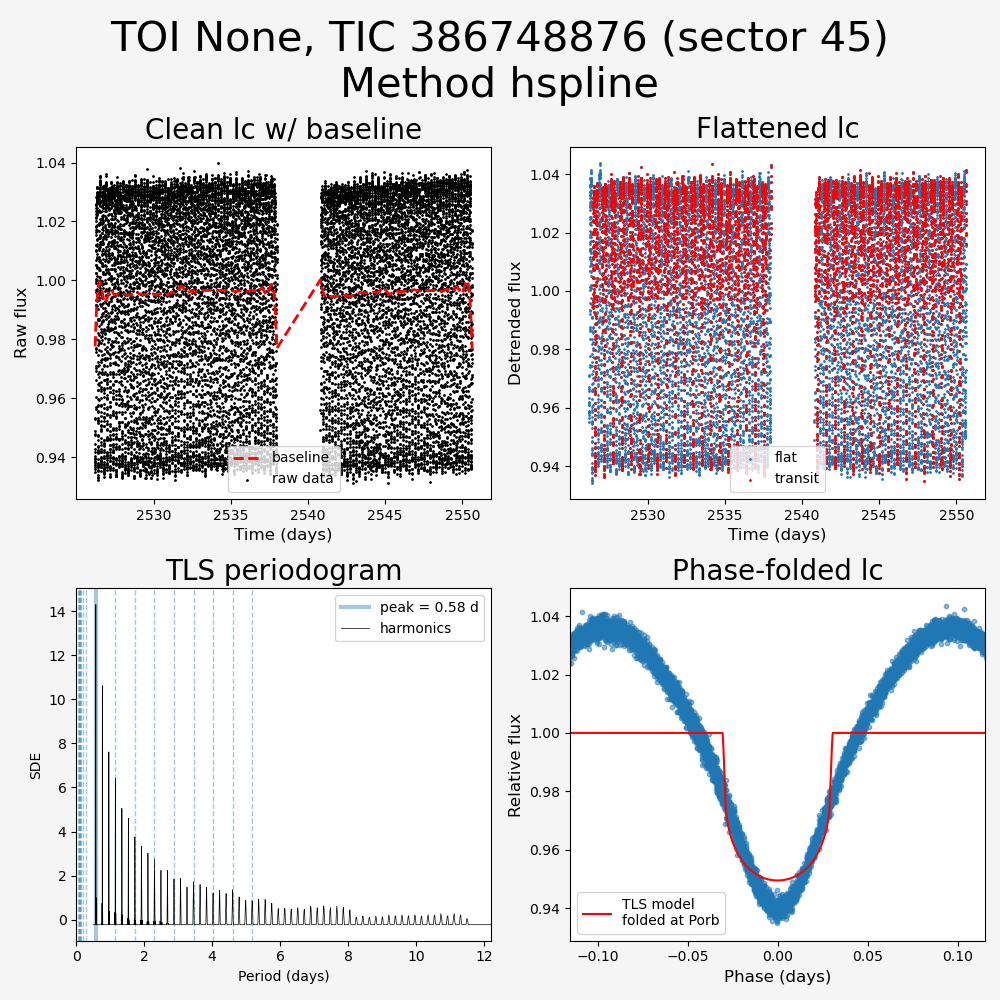 TOI None, TIC 386748876 (sector 45)
Method hspline
Clean lc w/ baseline
1.04
1.02
1.00
0.98
0.96
0.94
Raw flux
baseline
raw data
2530
2535
2540
2545
2550
Time (days)
Flattened lc
1.04
1.02
1.00
0.98
0.96
0.94
Detrended flux
flat
transit
2530
2535
2540
2545
2550
Time (days)
TLS periodogram
14
12
10
8
6
4
2
0
SDE
peak = 0.58 d
harmonics
0
2
4
6
8
10
12
Period (days)
Phase-folded lc
1.04
1.02
1.00
0.98
0.96
0.94
Relative flux
TLS model
folded at Porb
−0.10
−0.05
0.00
0.05
0.10
Phase (days)